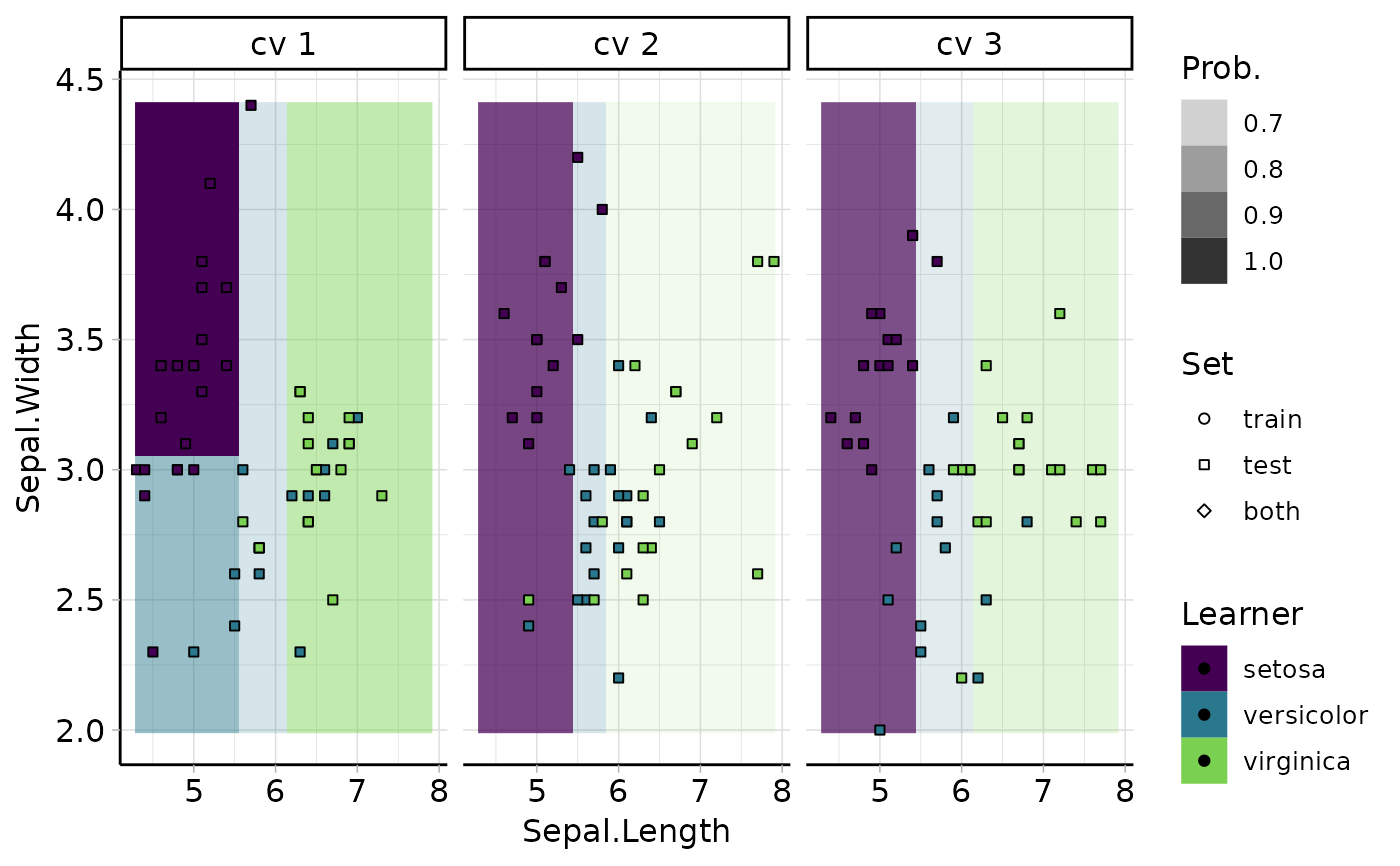 cv 1
cv 2
cv 3
4.5
4.0
3.5
3.0
2.5
2.0
Sepal.Width
5 6 7 8
5 6 7 8
5 6 7 8
Sepal.Length
Prob.
0.7
0.8
0.9
1.0
Set
train
test
both
Learner
setosa
versicolor
virginica